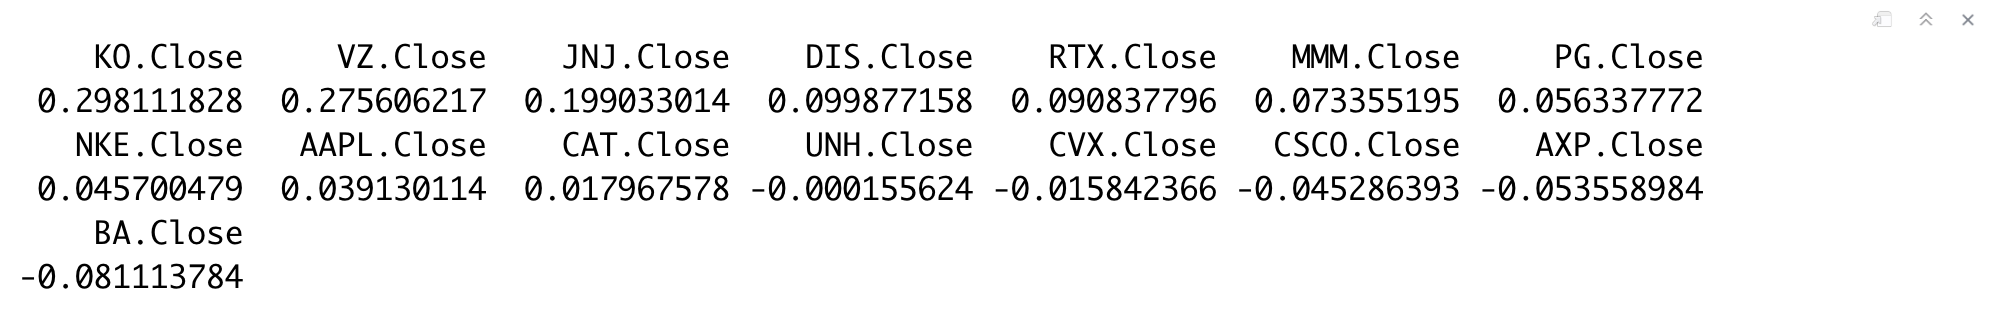 KO.Close VZ.Close JNJ.Close DIS.Close RTX.Close MMM.Close PG.Close
0.298111828 0.275606217 0.199033014 0.099877158 0.090837796 0.073355195 0.056337772
NKE.Close AAPL.Close CAT.Close UNH.Close CVX.Close CSCO.Close AXP.Close
0.045700479 0.039130114 0.017967578 -0.000155624 -0.015842366 -0.045286393 -0.053558984
BA.Close
-0.081113784